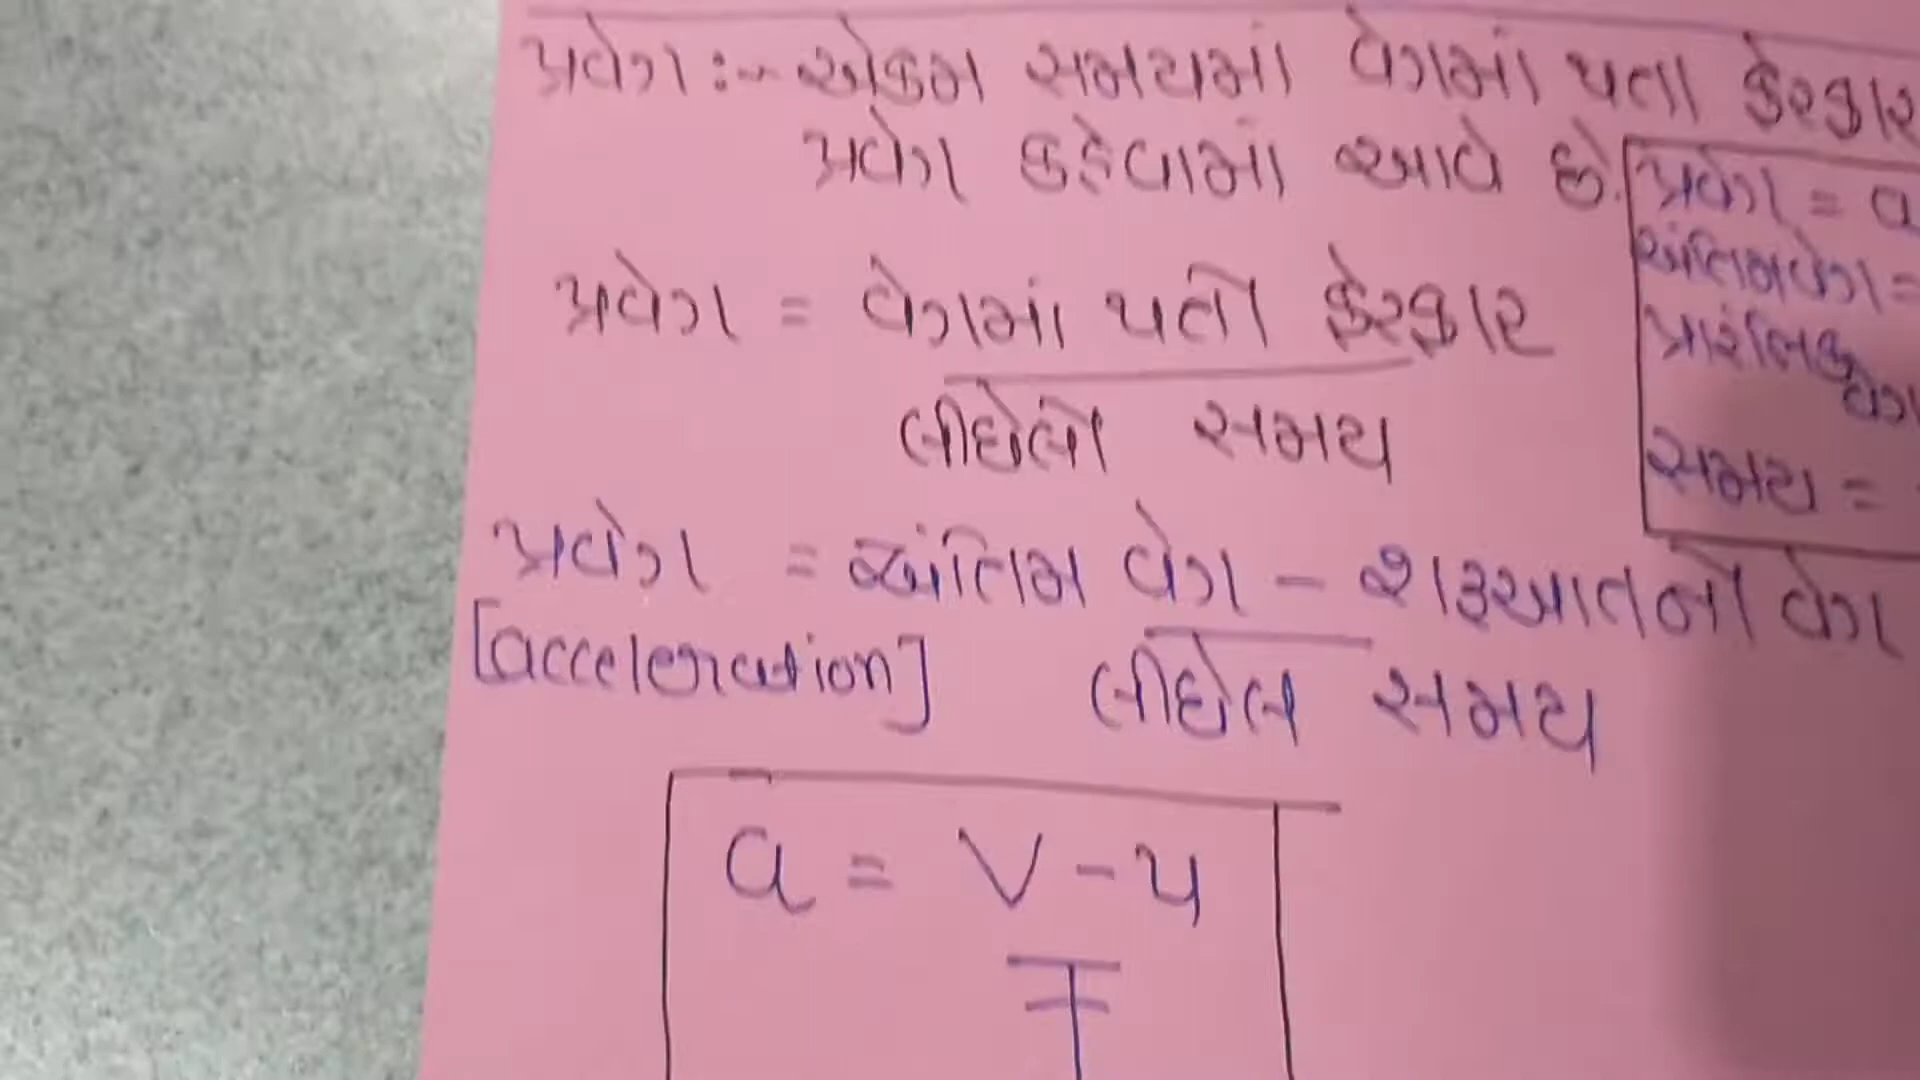 પ્રવેગ :- એકમ સમયમાં વેગમાં થતા ફેરફાર
પ્રવેગ કહેવામાં આવે છે.
પ્રવેગ = a
અંતિમવેગ =
પ્રારંભિક
સમય =
પ્રવેગ = વેગમાં થતો ફેરફાર
લીધેલો સમય
પ્રવેગ = અંતિમ વેગ - શરૂઆતનો વેગ
[acceleration] લીધેલ સમય
a = v - u
T